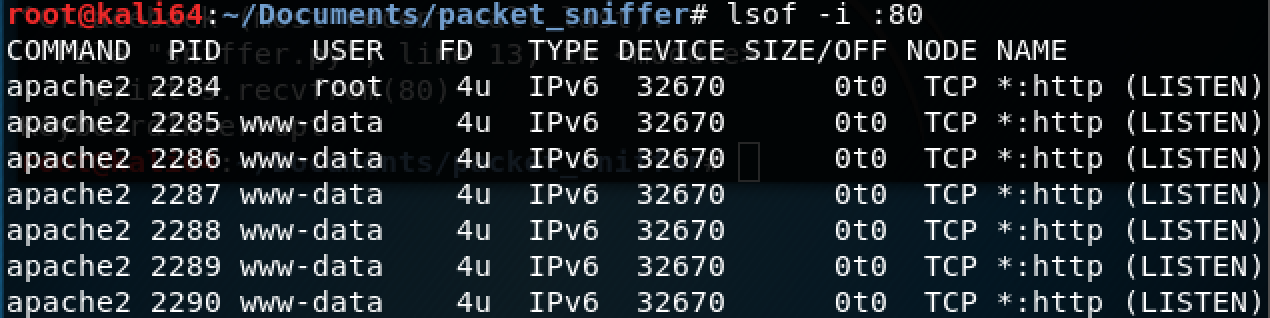 root@kali64:~/Documents/packet_sniffer# lsof -i :80
COMMAND  PID     USER   FD   TYPE DEVICE SIZE/OFF NODE NAME
apache2 2284     root    4u  IPv6  32670      0t0  TCP *:http (LISTEN)
apache2 2285 www-data    4u  IPv6  32670      0t0  TCP *:http (LISTEN)
apache2 2286 www-data    4u  IPv6  32670      0t0  TCP *:http (LISTEN)
apache2 2287 www-data    4u  IPv6  32670      0t0  TCP *:http (LISTEN)
apache2 2288 www-data    4u  IPv6  32670      0t0  TCP *:http (LISTEN)
apache2 2289 www-data    4u  IPv6  32670      0t0  TCP *:http (LISTEN)
apache2 2290 www-data    4u  IPv6  32670      0t0  TCP *:http (LISTEN)